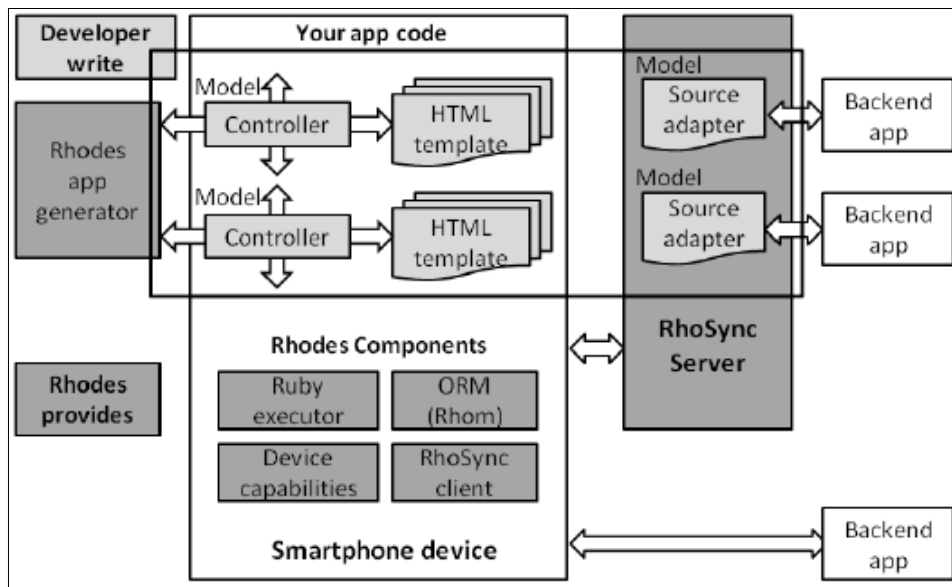 Developer
write
Your app code
Model
Controller
HTML
template
Model
Source
adapter
Backend
app
Rhodes
app
generator
Model
Controller
HTML
template
Model
Source
adapter
Backend
app
Rhodes Components
RhoSync
Server
Rhodes
provides
Ruby
executor
ORM
(Rhom)
Device
capabilities
RhoSync
client
Smartphone device
Backend
app